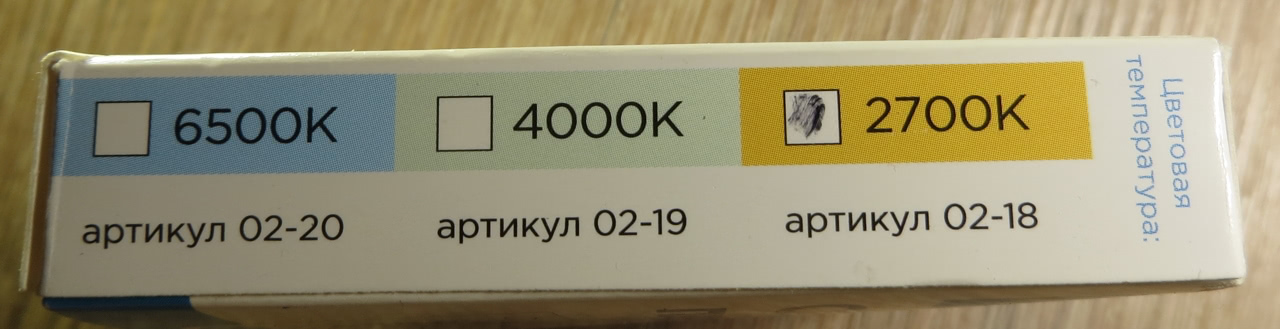 6500K 4000K 2700K
артикул 02-20 артикул 02-19 артикул 02-18
Цветовая
температура: